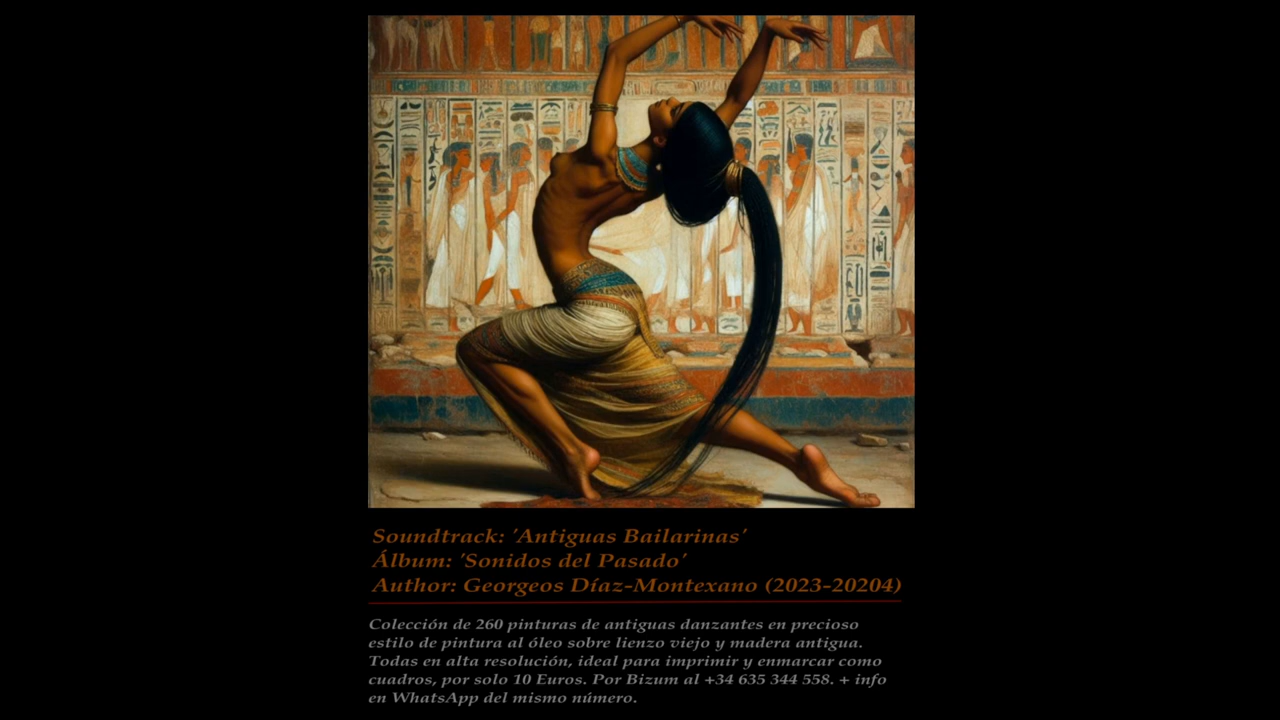 Soundtrack: 'Antiguas Bailarinas'
Álbum: 'Sonidos del Pasado'
Author: Georgeos Díaz-Montexano (2023-20204)
Colección de 260 pinturas de antiguas danzantes en precioso
estilo de pintura al óleo sobre lienzo viejo y madera antigua.
Todas en alta resolución, ideal para imprimir y enmarcar como
cuadros, por solo 10 Euros. Por Bizum al +34 635 344 558. + info
en WhatsApp del mismo número.